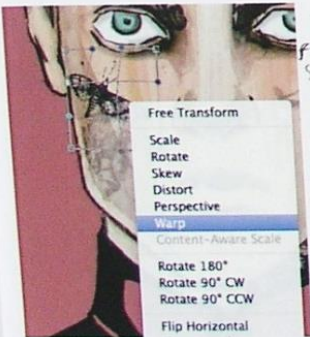 Free Transform
Scale
Rotate
Skew
Distort
Perspective
Warp
Content-Aware Scale
Rotate 180°
Rotate 90° CW
Rotate 90° CCW
Flip Horizontal